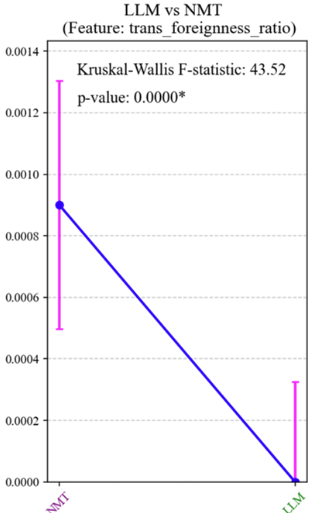 LLM vs NMT
(Feature: trans_foreignness_ratio)
Kruskal-Wallis F-statistic: 43.52
p-value: 0.0000*
0.0014
0.0012
0.0010
0.0008
0.0006
0.0004
0.0002
0.0000
NMT
LLM